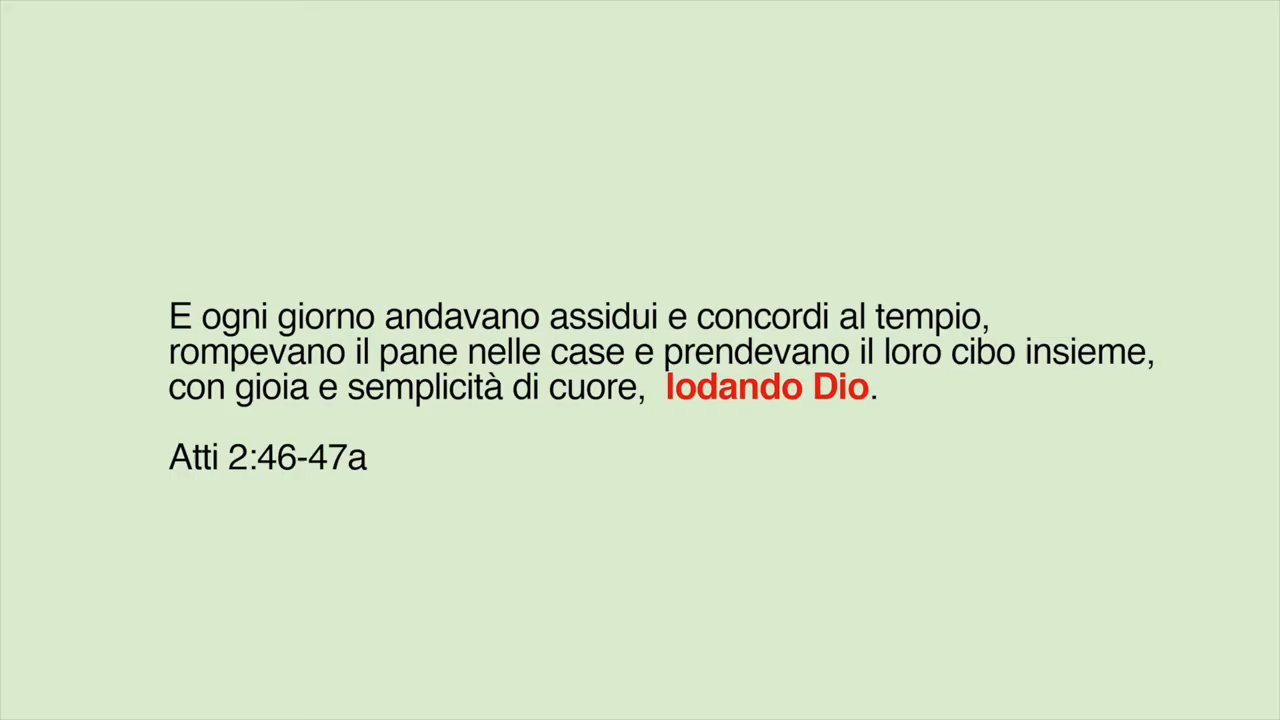 E ogni giorno andavano assidui e concordi al tempio,
rompevano il pane nelle case e prendevano il loro cibo insieme,
con gioia e semplicità di cuore,  lodando Dio.
Atti 2:46-47a